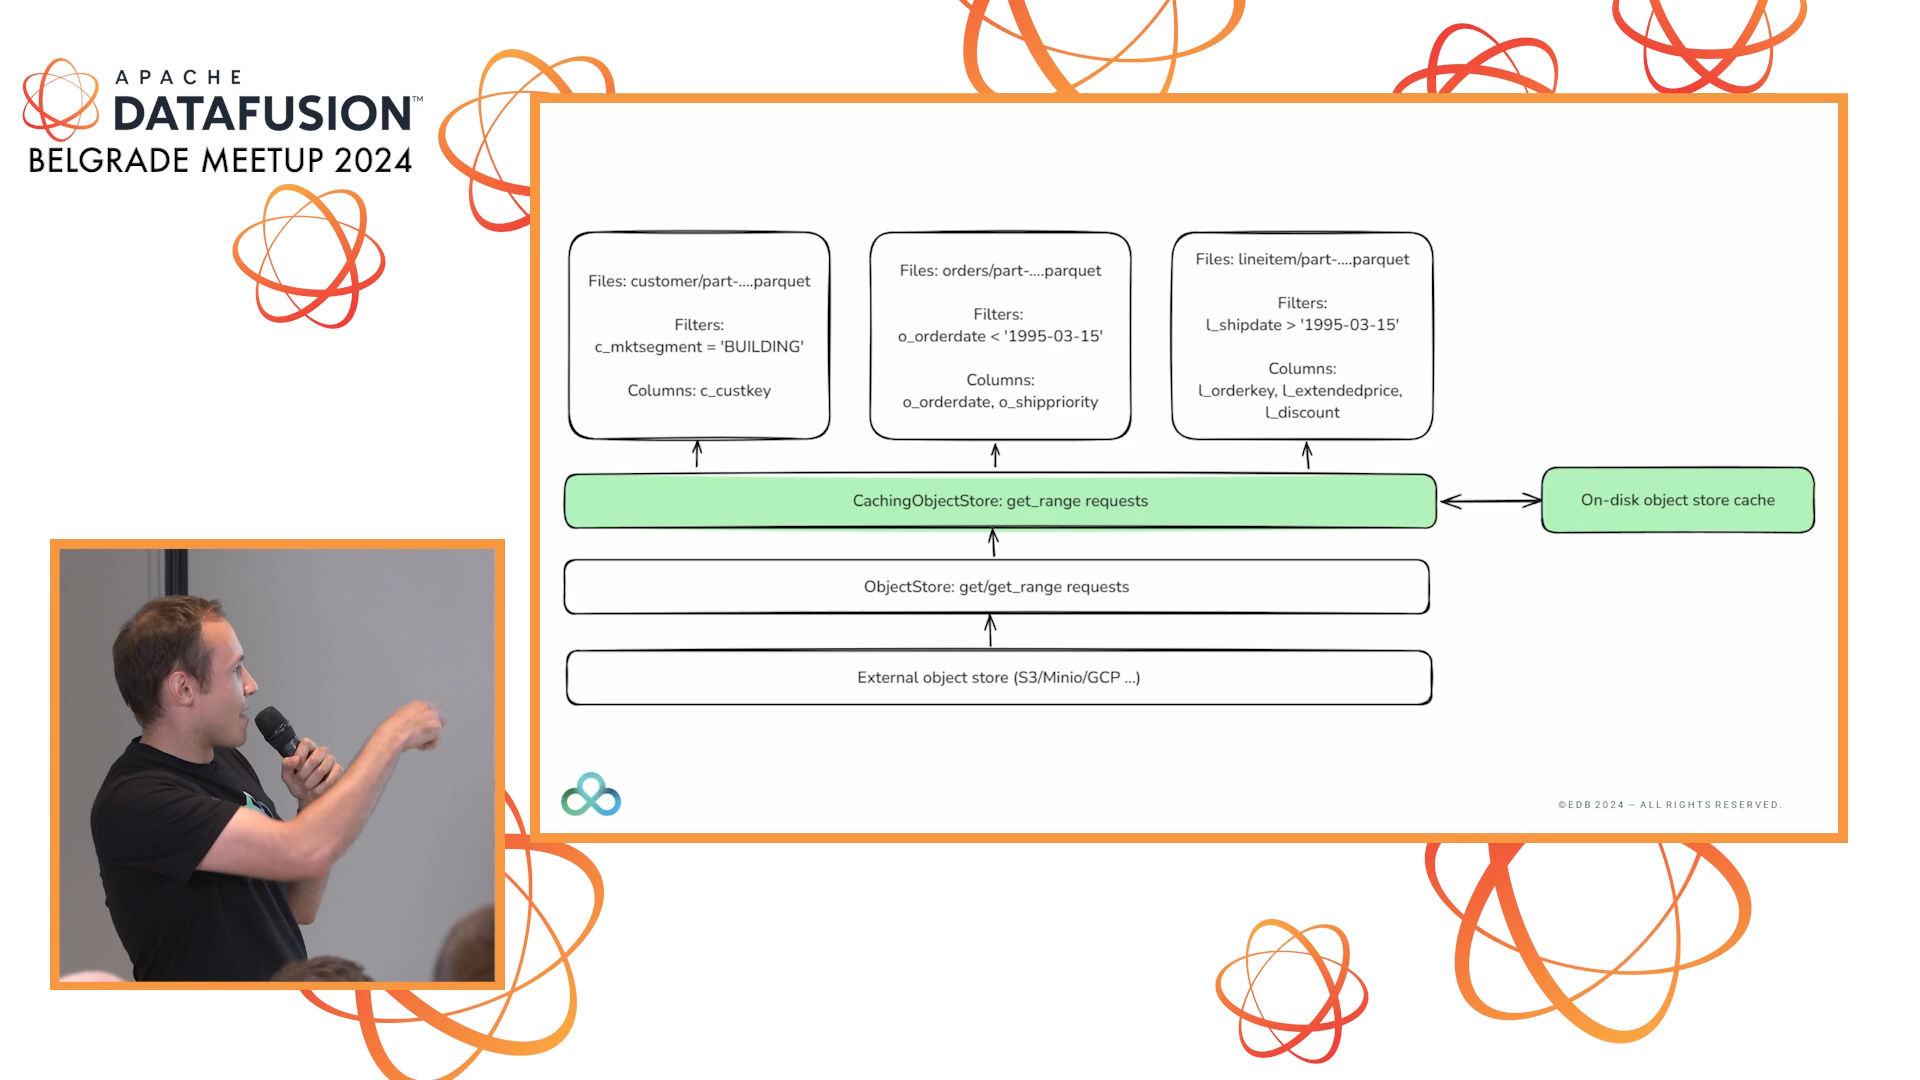 APACHE
DATAFUSION™
BELGRADE MEETUP 2024
Files: customer/part-....parquet
Filters:
c_mktsegment = 'BUILDING'
Columns: c_custkey
Files: orders/part-....parquet
Filters:
o_orderdate < '1995-03-15'
Columns:
o_orderdate, o_shippriority
Files: lineitem/part-....parquet
Filters:
l_shipdate > '1995-03-15'
Columns:
l_orderkey, l_extendedprice,
l_discount
CachingObjectStore: get_range requests
On-disk object store cache
ObjectStore: get/get_range requests
External object store (S3/Minio/GCP ...)
©EDB 2024 — ALL RIGHTS RESERVED.